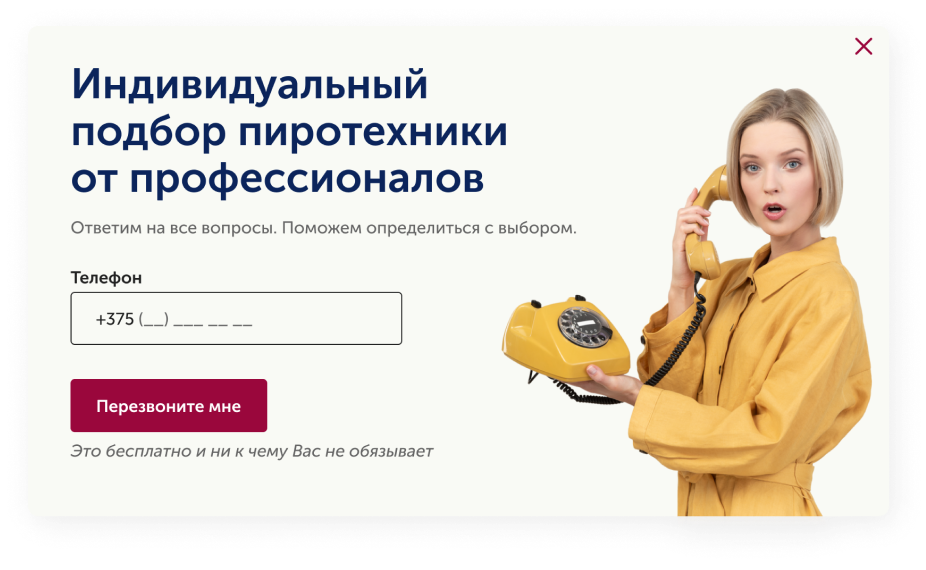 Индивидуальный
подбор пиротехники
от профессионалов
Ответим на все вопросы. Поможем определиться с выбором.
Телефон
+375 (__) ___ __ __
Перезвоните мне
Это бесплатно и ни к чему Вас не обязывает